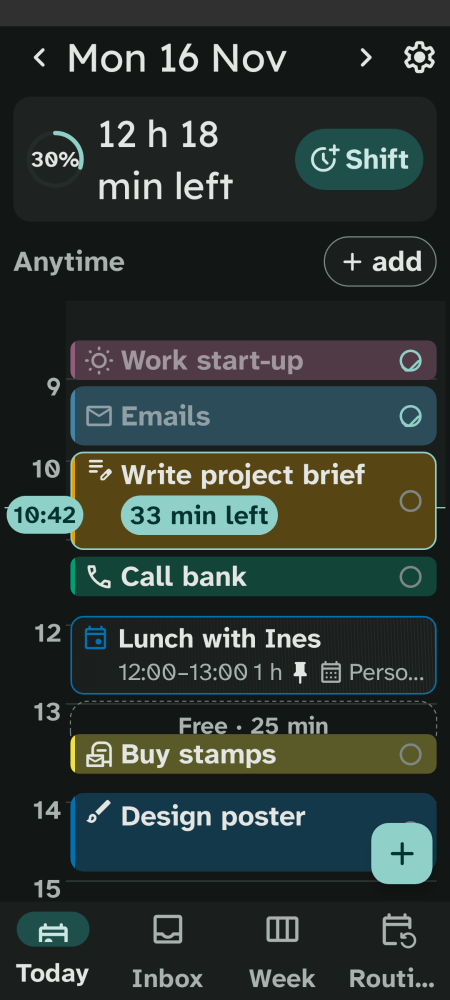 Mon 16 Nov
30%
12 h 18
min left
Shift
Anytime
+ add
Work start-up
9
Emails
10
Write project brief
10:42
33 min left
Call bank
12
Lunch with Ines
12:00–13:00 1 h Perso…
13
Free · 25 min
Buy stamps
14
Design poster
15
Today
Inbox
Week
Routi…